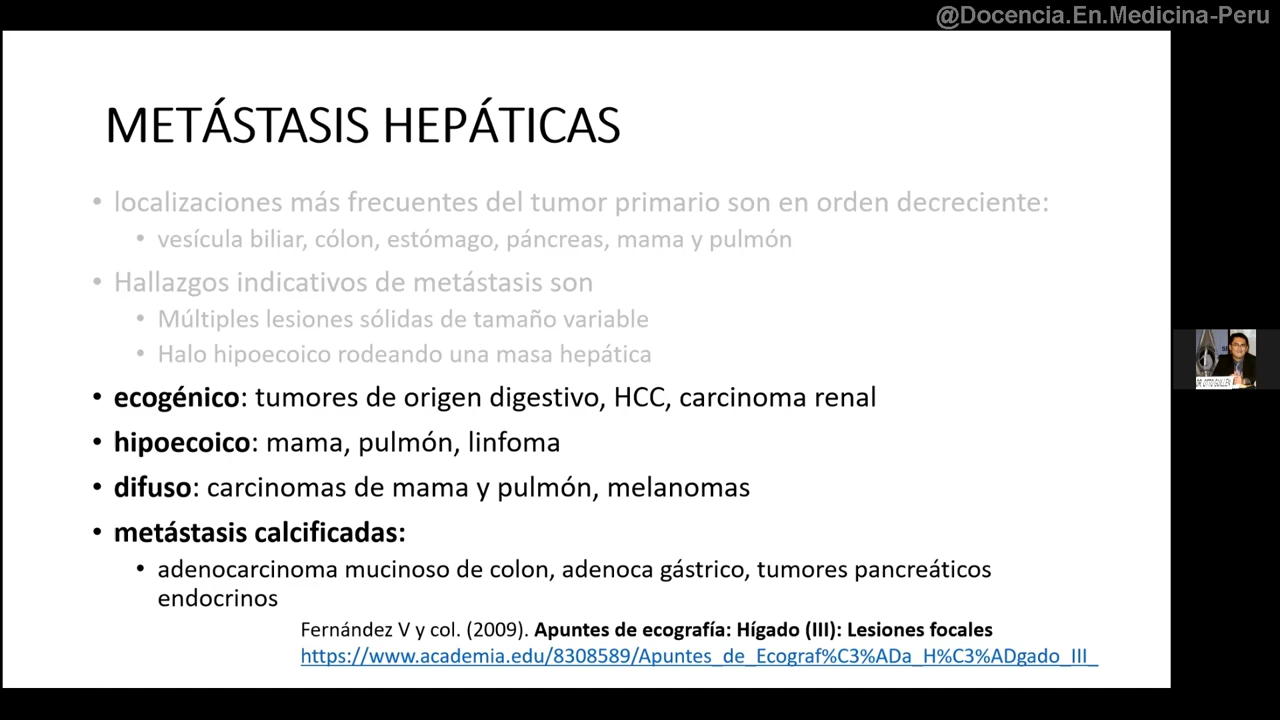 @Docencia.En.Medicina-Peru
METÁSTASIS HEPÁTICAS
• localizaciones más frecuentes del tumor primario son en orden decreciente:
• vesícula biliar, cólon, estómago, páncreas, mama y pulmón
• Hallazgos indicativos de metástasis son
• Múltiples lesiones sólidas de tamaño variable
• Halo hipoecoico rodeando una masa hepática
• ecogénico: tumores de origen digestivo, HCC, carcinoma renal
• hipoecoico: mama, pulmón, linfoma
• difuso: carcinomas de mama y pulmón, melanomas
• metástasis calcificadas:
• adenocarcinoma mucinoso de colon, adenoca gástrico, tumores pancreáticos
endocrinos
Fernández V y col. (2009). Apuntes de ecografía: Hígado (III): Lesiones focales
https://www.academia.edu/8308589/Apuntes_de_Ecograf%C3%ADa_H%C3%ADgado_III_
DR. OTTO GUILLEN